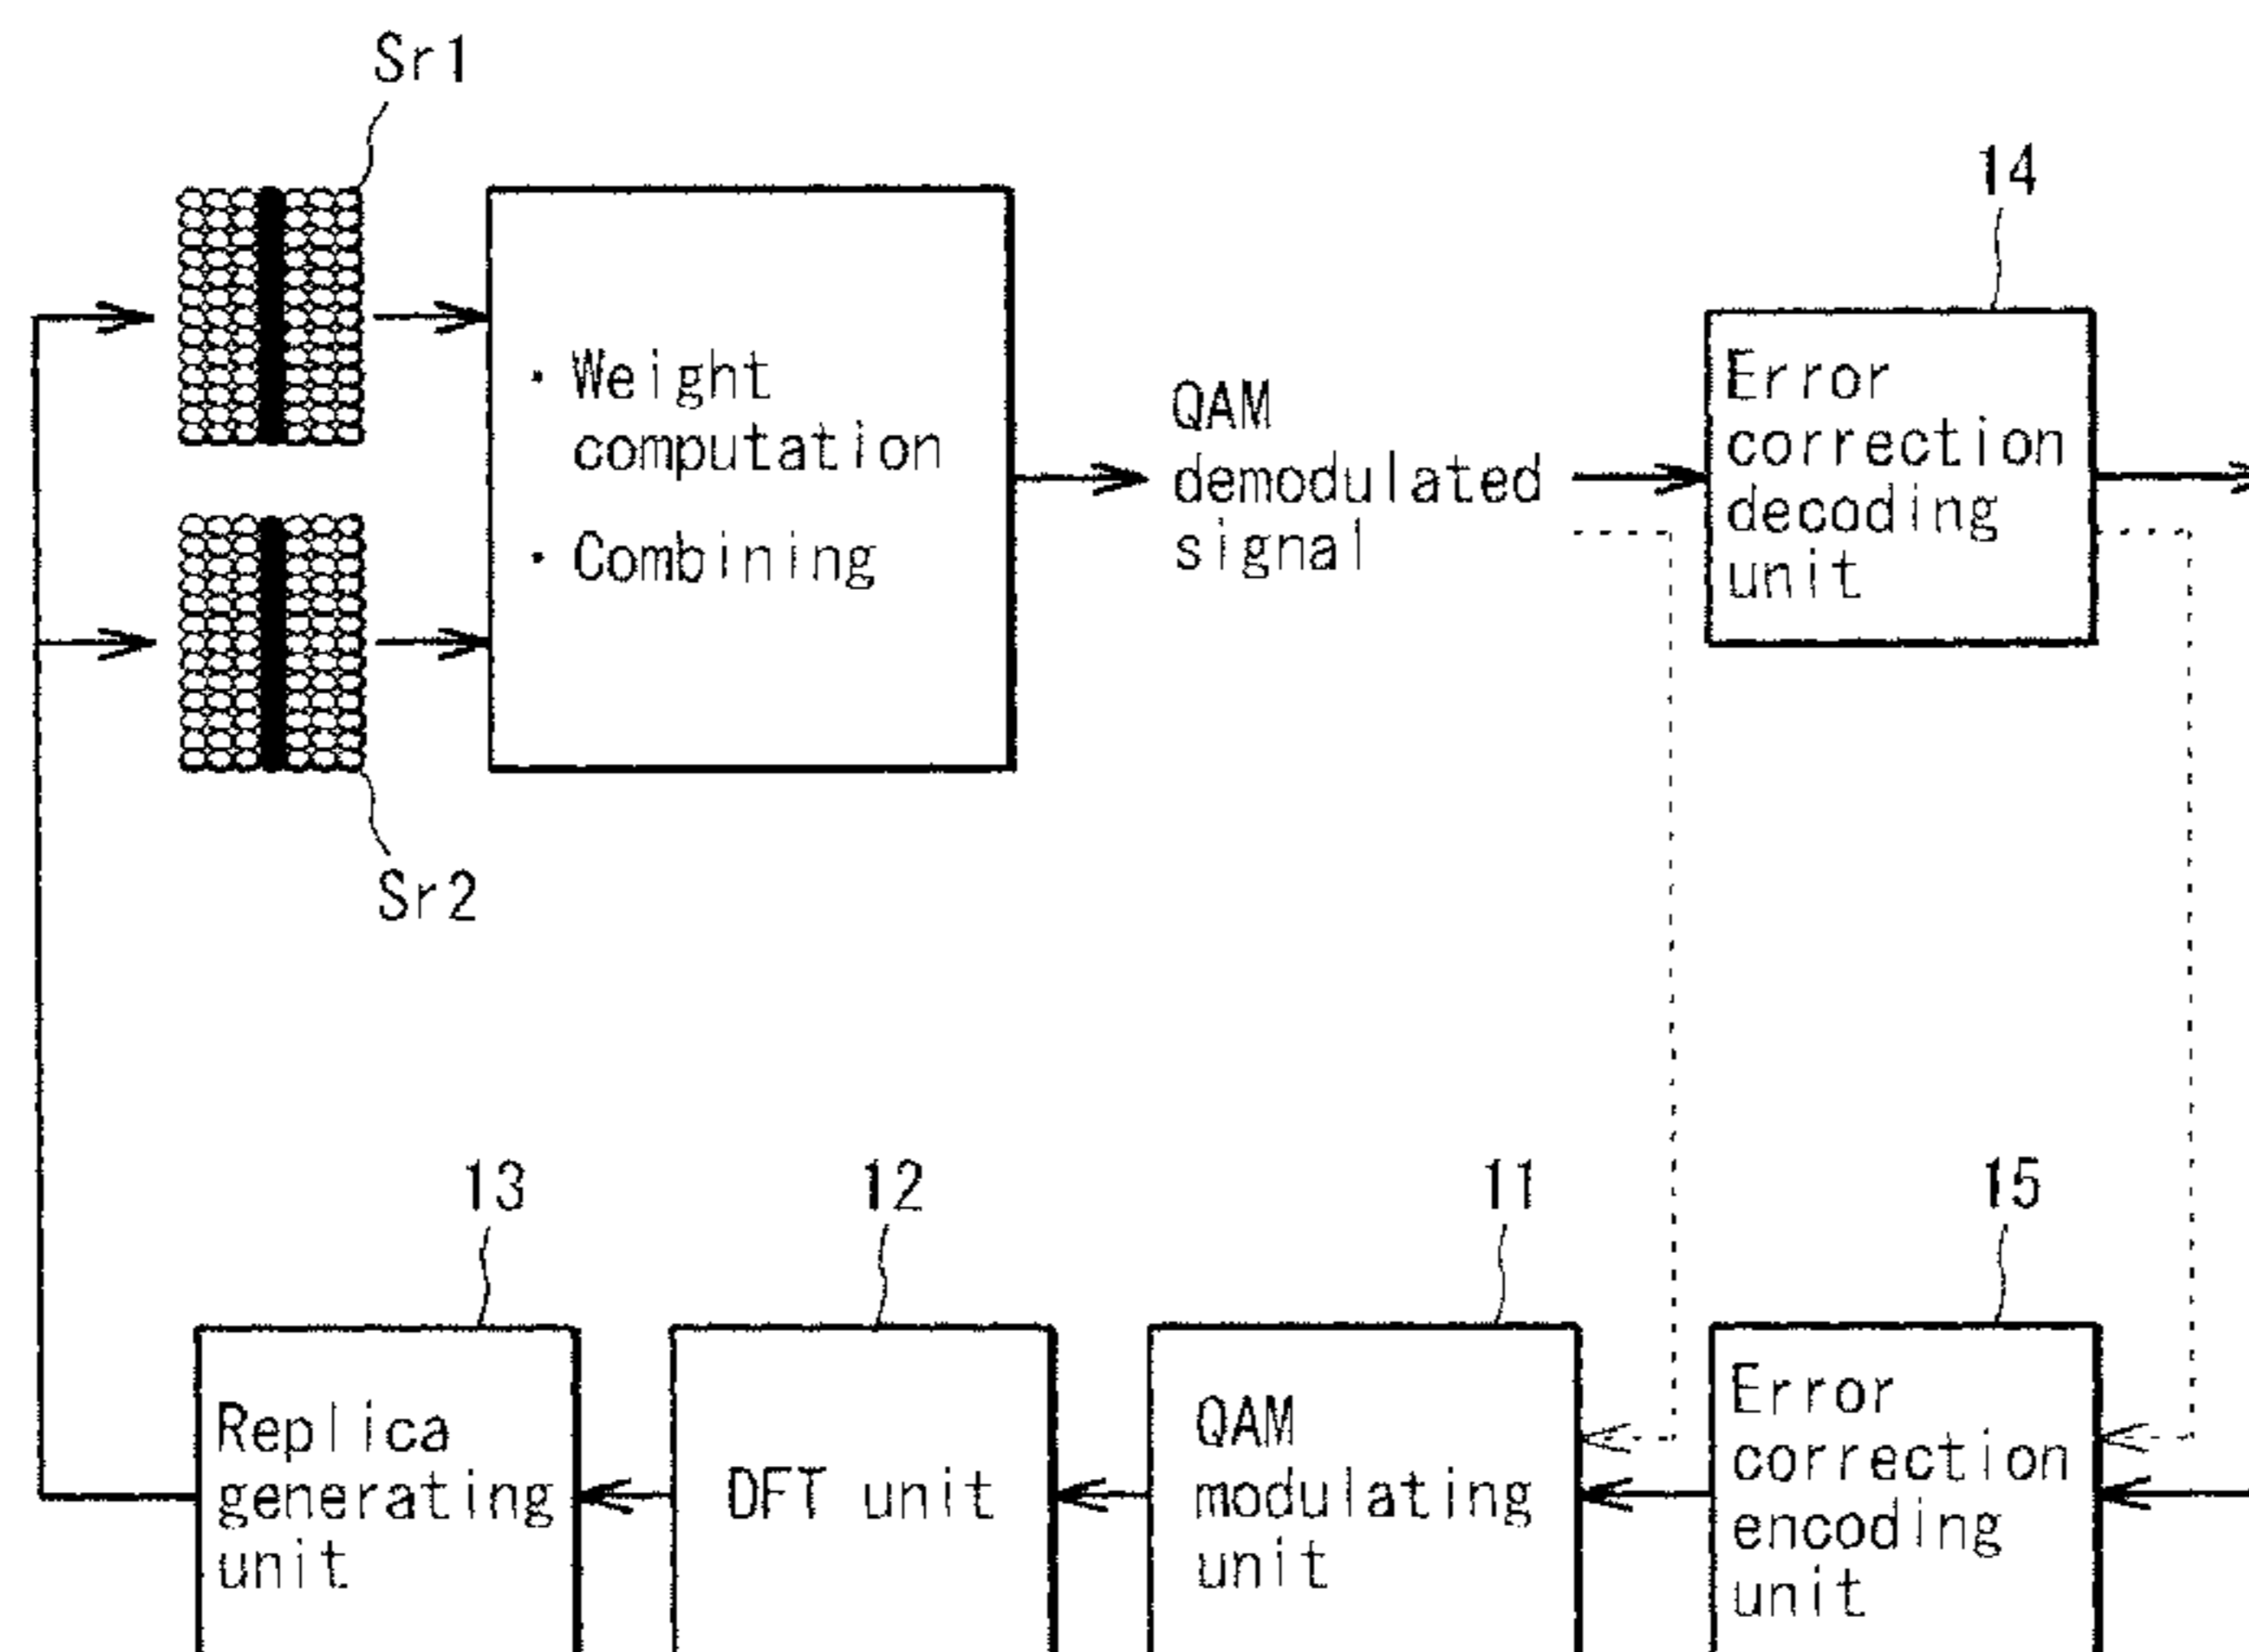 Sr1
14
· Weight
computation
· Combining
QAM
demodulated
signal
Error
correction
decoding
unit
Sr2
13
12
11
15
Replica
generating
unit
DFT unit
QAM
modulating
unit
Error
correction
encoding
unit